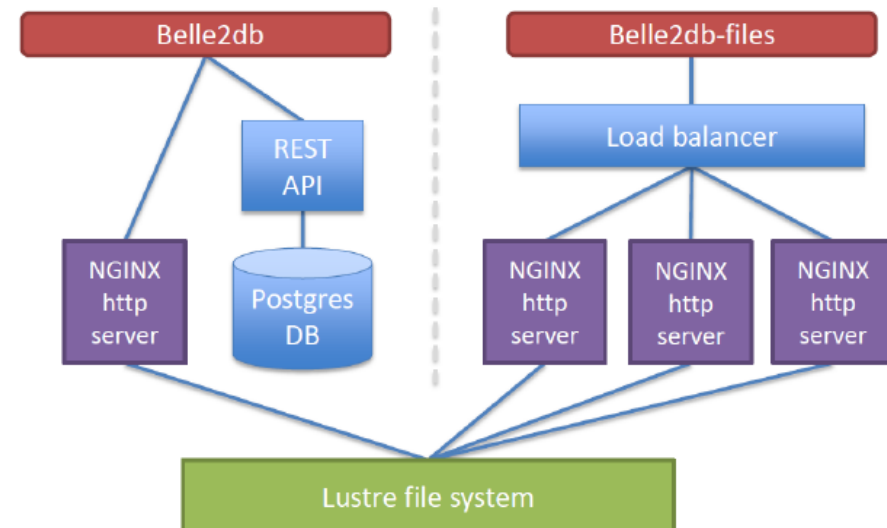 Belle2db
Belle2db-files
REST
API
Load balancer
NGINX
http
server
Postgres
DB
NGINX
http
server
NGINX
http
server
NGINX
http
server
Lustre file system